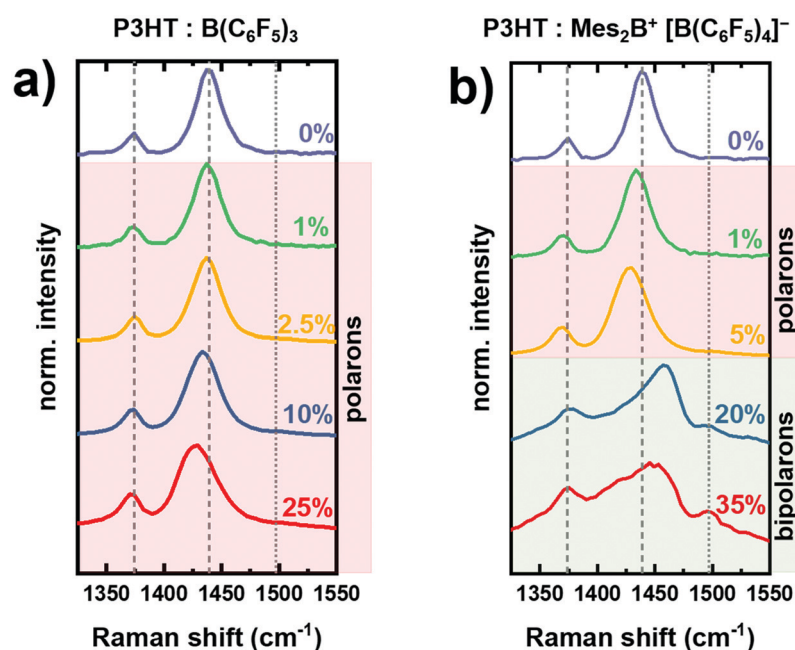 P3HT : B(C₆F₅)₃
P3HT : Mes₂B⁺ [B(C₆F₅)₄]⁻
a)
0%
1%
2.5%
10%
25%
norm. intensity
polarons
1350 1400 1450 1500 1550
Raman shift (cm⁻¹)
b)
0%
1%
5%
20%
35%
norm. intensity
polarons
bipolarons
1350 1400 1450 1500 1550
Raman shift (cm⁻¹)